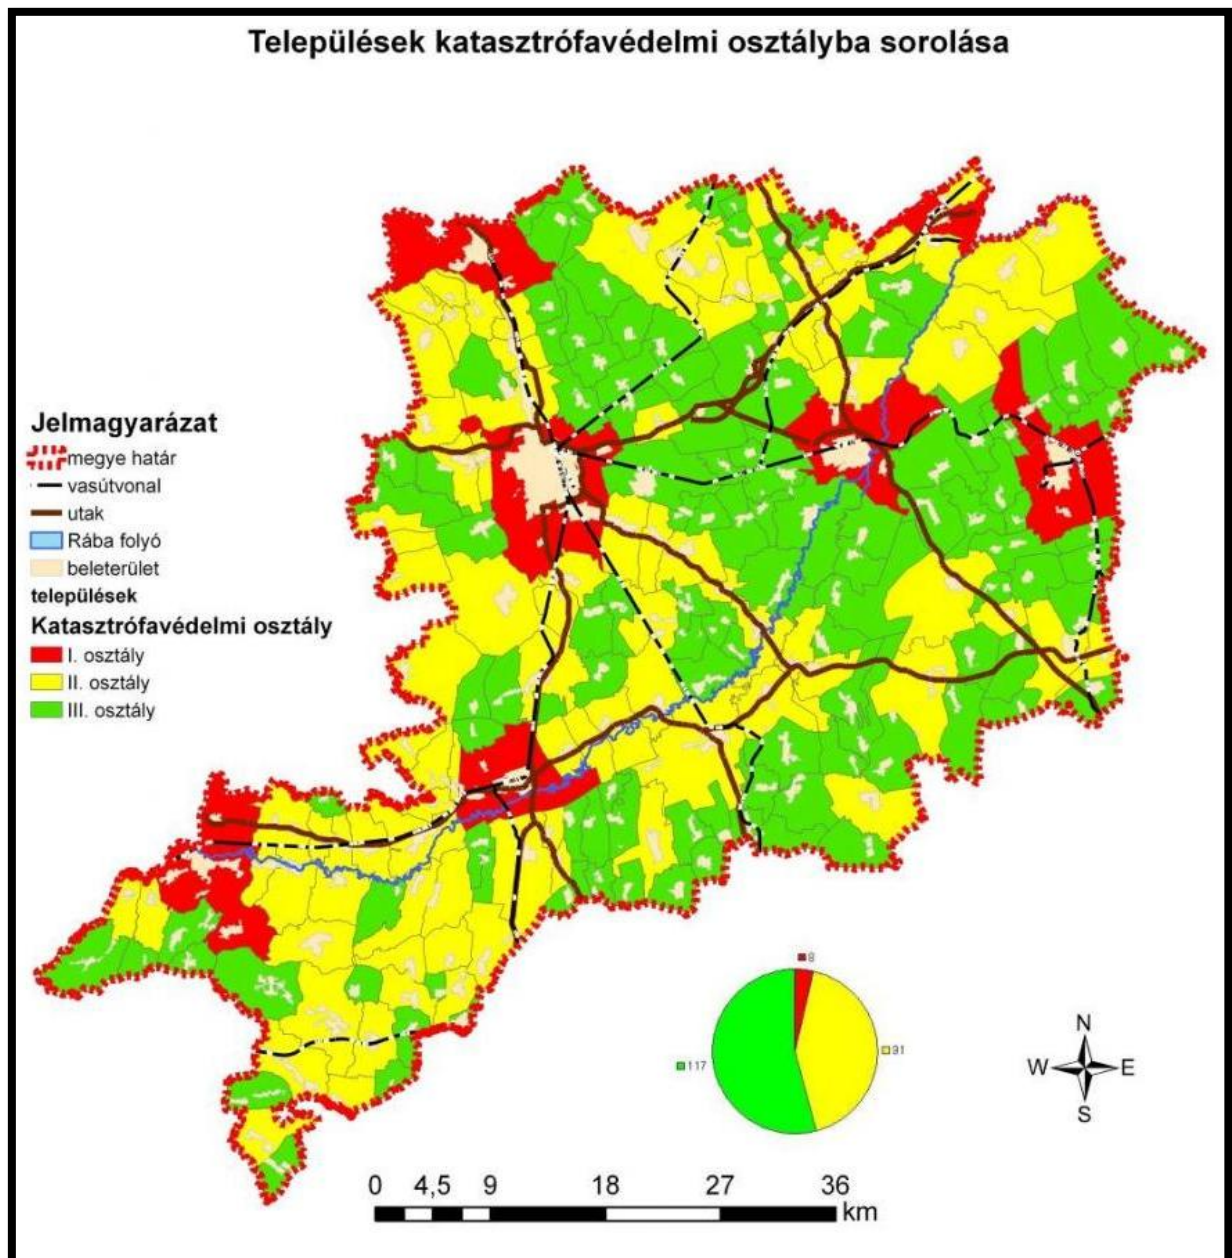 Települések katasztrófavédelmi osztályba sorolása
Jelmagyarázat
megye határ
vasútvonal
utak
Rába folyó
beleterület
települések
Katasztrófavédelmi osztály
I. osztály
II. osztály
III. osztály
8
91
117
N
W E
S
0 4,5 9 18 27 36
km